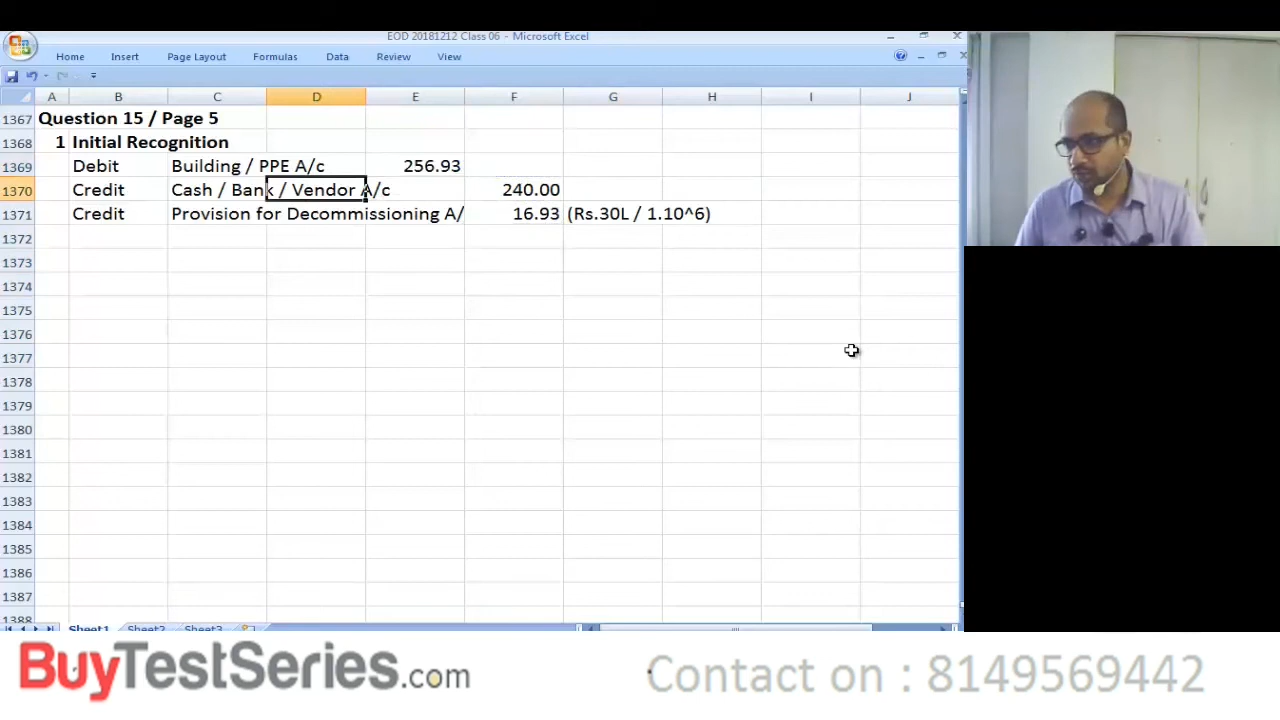 EOD 20181212 Class 06 - Microsoft Excel
Home Insert Page Layout Formulas Data Review View
A B C D E F G H I J
1367 Question 15 / Page 5
1368 1 Initial Recognition
1369 Debit Building / PPE A/c 256.93
1370 Credit Cash / Bank / Vendor A/c 240.00
1371 Credit Provision for Decommissioning A/ 16.93 (Rs.30L / 1.10^6)
1372
1373
1374
1375
1376
1377
1378
1379
1380
1381
1382
1383
1384
1385
1386
1387
1388
Sheet1 Sheet2 Sheet3
BuyTestSeries.com Contact on : 8149569442